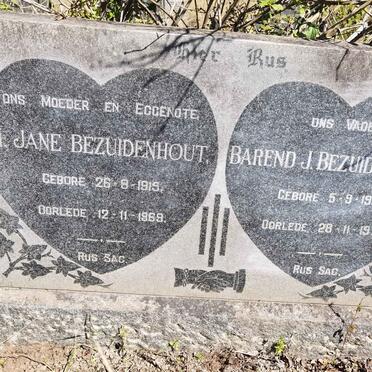 Hier Rus
ONS MOEDER EN EGGENOTE,
JANE BEZUIDENHOUT,
GEBORE 26-8-1915,
OORLEDE 12-11-1969.
RUS SAG.
ONS VADE
BAREND J. BEZUID
GEBORE 5-9-19
OORLEDE 28-11-19
RUS SAG.